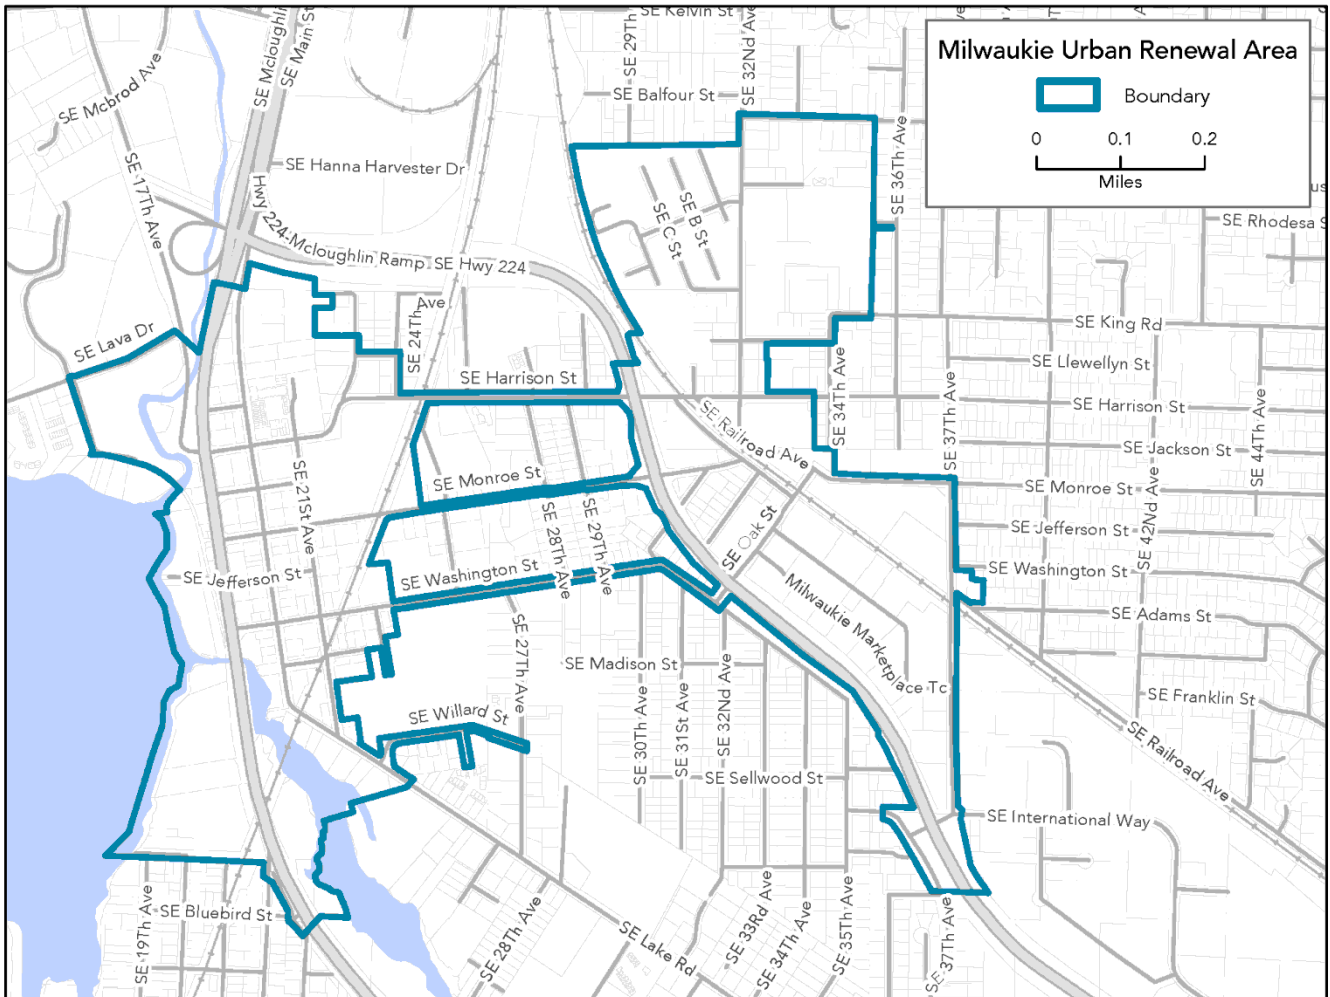 Milwaukie Urban Renewal Area
Boundary
0 0.1 0.2
Miles
SE Kelvin St
SE Mcloughlin
SE Main St
SE 29Th
SE 32Nd Ave
SE Mcbrod Ave
SE Balfour St
SE 17Th Ave
SE Hanna Harvester Dr
SE 36Th Ave
SE B St
SE C St
SE Rhodesa S
Hwy 224-Mcloughlin Ramp
SE Hwy 224
SE Lava Dr
SE 24Th Ave
SE King Rd
SE Llewellyn St
SE 34Th Ave
SE 37Th Ave
SE Harrison St
SE Harrison St
SE 44Th Ave
SE Railroad Ave
SE Jackson St
SE 21St Ave
SE Monroe St
SE Monroe St
SE 42Nd Ave
SE 28Th Ave
SE 29Th Ave
SE Oak St
SE Jefferson St
SE Jefferson St
SE Washington St
SE Washington St
SE Adams St
Milwaukie Marketplace Tc
SE 27Th Ave
SE Madison St
SE Franklin St
SE Willard St
SE 30Th Ave
SE 31St Ave
SE 32Nd Ave
SE Railroad Ave
SE Sellwood St
SE International Way
SE Bluebird St
SE 19Th Ave
SE 28Th Ave
SE Lake Rd
SE 33Rd Ave
SE 34Th Ave
SE 35Th Ave
SE 37Th Ave